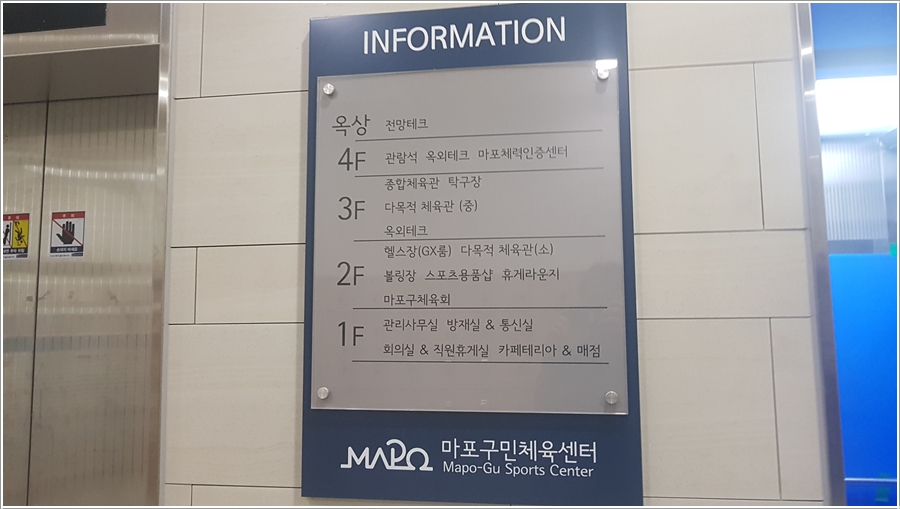 INFORMATION
옥상 전망테크
4F 관람석 옥외테크 마포체력인증센터
종합체육관 탁구장
3F 다목적 체육관 (중)
옥외테크
헬스장(GX룸) 다목적 체육관(소)
2F 볼링장 스포츠용품샵 휴게라운지
마포구체육회
1F 관리사무실 방재실 & 통신실
회의실 & 직원휴게실 카페테리아 & 매점
MAPO 마포구민체육센터
Mapo-Gu Sports Center